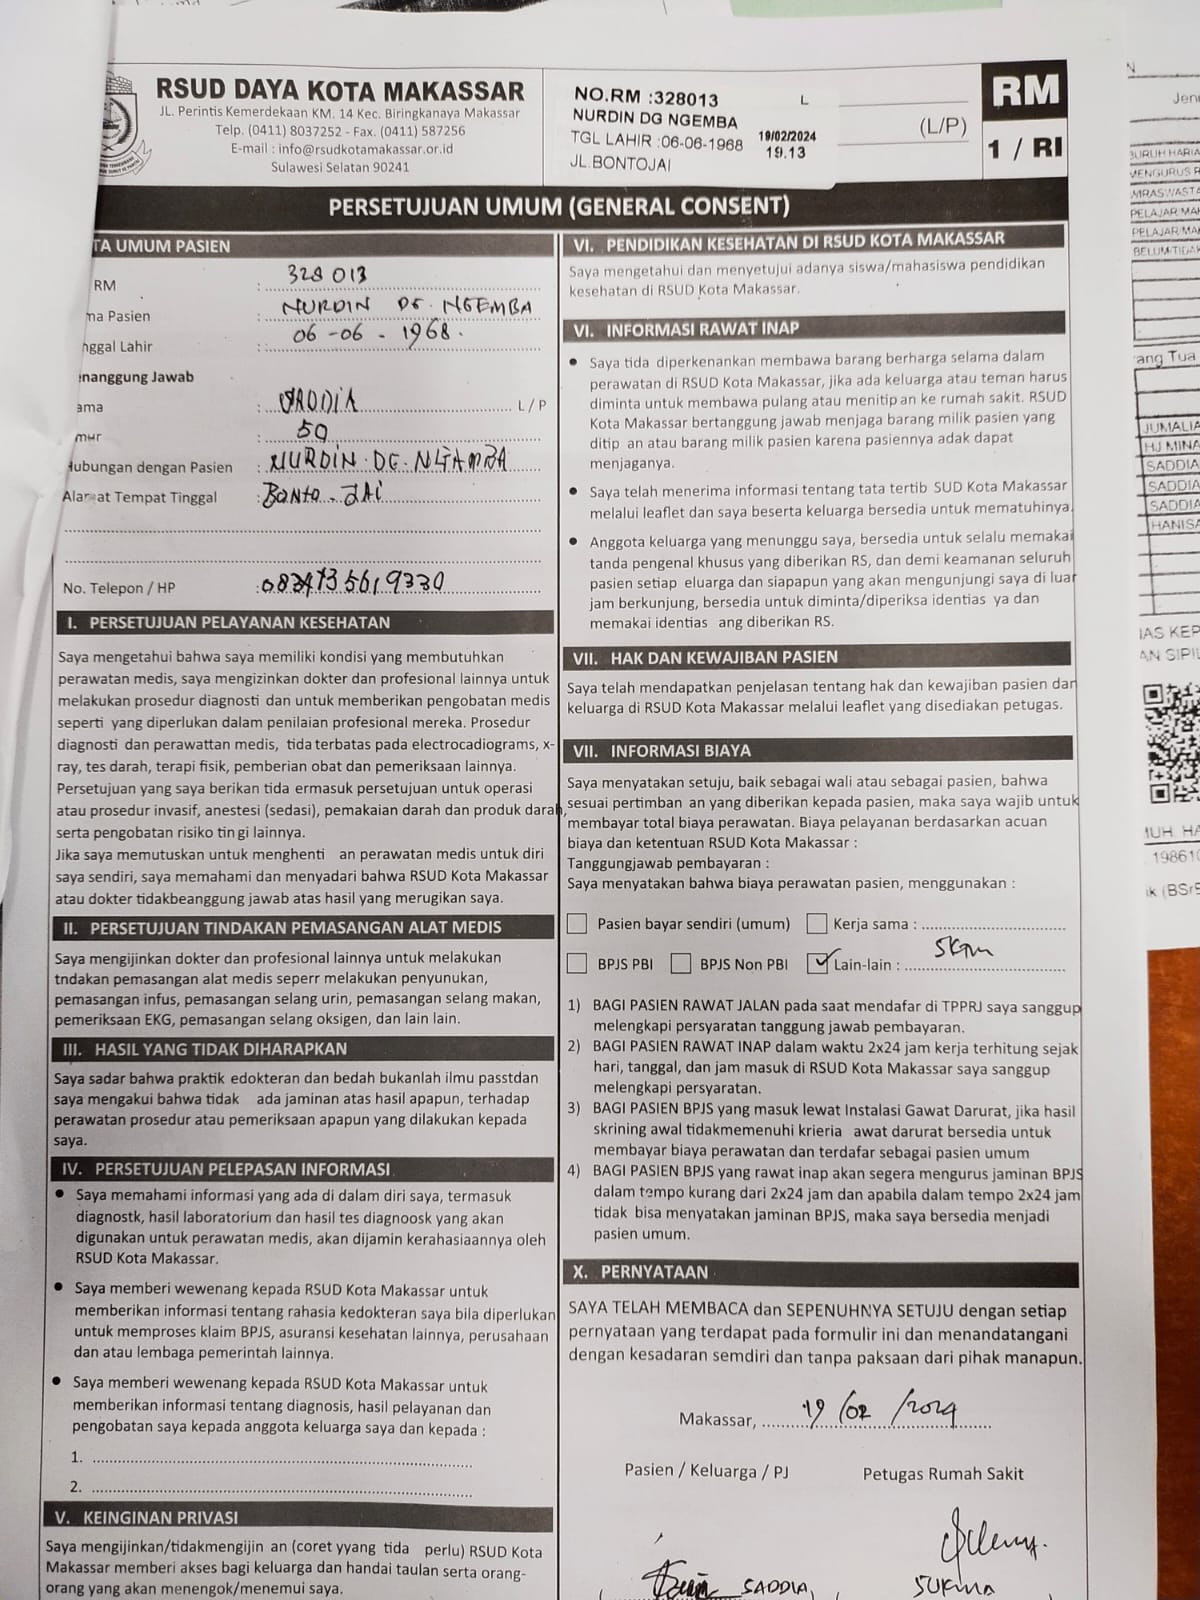 RSUD DAYA KOTA MAKASSAR
JL. Perintis Kemerdekaan KM. 14 Kec. Biringkanaya Makassar
Telp. (0411) 8037252 - Fax. (0411) 587256
E-mail : info@rsudkotamakassar.or.id
Sulawesi Selatan 90241
NO.RM :328013 L
NURDIN DG NGEMBA
TGL LAHIR :06-06-1968 19/02/2024
19.13
JL.BONTOJAI
(L/P)
RM
1 / RI
PERSETUJUAN UMUM (GENERAL CONSENT)
TA UMUM PASIEN
RM : 328 013
na Pasien : NURDIN DG. NGEMBA
nggal Lahir : 06 - 06 - 1968.
nanggung Jawab
ama : SADDIA L / P
mur : 50
Hubungan dengan Pasien : NURDIN DG.
Alamat Tempat Tinggal : BONTO - JAI
No. Telepon / HP :
I. PERSETUJUAN PELAYANAN KESEHATAN
Saya mengetahui bahwa saya memiliki kondisi yang membutuhkan
perawatan medis, saya mengizinkan dokter dan profesional lainnya untuk
melakukan prosedur diagnosti dan untuk memberikan pengobatan medis
seperti yang diperlukan dalam penilaian profesional mereka. Prosedur
diagnosti dan perawattan medis, tida terbatas pada electrocadiograms, x-
ray, tes darah, terapi fisik, pemberian obat dan pemeriksaan lainnya.
Persetujuan yang saya berikan tida ermasuk persetujuan untuk operasi
atau prosedur invasif, anestesi (sedasi), pemakaian darah dan produk darah,
serta pengobatan risiko tin gi lainnya.
Jika saya memutuskan untuk menghenti an perawatan medis untuk diri
saya sendiri, saya memahami dan menyadari bahwa RSUD Kota Makassar
atau dokter tidakbeanggung jawab atas hasil yang merugikan saya.
II. PERSETUJUAN TINDAKAN PEMASANGAN ALAT MEDIS
Saya mengijinkan dokter dan profesional lainnya untuk melakukan
tndakan pemasangan alat medis seperr melakukan penyunukan,
pemasangan infus, pemasangan selang urin, pemasangan selang makan,
pemeriksaan EKG, pemasangan selang oksigen, dan lain lain.
III. HASIL YANG TIDAK DIHARAPKAN
Saya sadar bahwa praktik edokteran dan bedah bukanlah ilmu passtdan
saya mengakui bahwa tidak ada jaminan atas hasil apapun, terhadap
perawatan prosedur atau pemeriksaan apapun yang dilakukan kepada
saya.
IV. PERSETUJUAN PELEPASAN INFORMASI
• Saya memahami informasi yang ada di dalam diri saya, termasuk
diagnostk, hasil laboratorium dan hasil tes diagnoosk yang akan
digunakan untuk perawatan medis, akan dijamin kerahasiaannya oleh
RSUD Kota Makassar.
• Saya memberi wewenang kepada RSUD Kota Makassar untuk
memberikan informasi tentang rahasia kedokteran saya bila diperlukan
untuk memproses klaim BPJS, asuransi kesehatan lainnya, perusahaan
dan atau lembaga pemerintah lainnya.
• Saya memberi wewenang kepada RSUD Kota Makassar untuk
memberikan informasi tentang diagnosis, hasil pelayanan dan
pengobatan saya kepada anggota keluarga saya dan kepada :
1.
2.
V. KEINGINAN PRIVASI
Saya mengijinkan/tidakmengijin an (coret yyang tida perlu) RSUD Kota
Makassar memberi akses bagi keluarga dan handai taulan serta orang-
orang yang akan menengok/menemui saya.
VI. PENDIDIKAN KESEHATAN DI RSUD KOTA MAKASSAR
Saya mengetahui dan menyetujui adanya siswa/mahasiswa pendidikan
kesehatan di RSUD Kota Makassar.
VI. INFORMASI RAWAT INAP
• Saya tida diperkenankan membawa barang berharga selama dalam
perawatan di RSUD Kota Makassar, jika ada keluarga atau teman harus
diminta untuk membawa pulang atau menitip an ke rumah sakit. RSUD
Kota Makassar bertanggung jawab menjaga barang milik pasien yang
ditip an atau barang milik pasien karena pasiennya adak dapat
menjaganya.
• Saya telah menerima informasi tentang tata tertib SUD Kota Makassar
melalui leaflet dan saya beserta keluarga bersedia untuk mematuhinya.
• Anggota keluarga yang menunggu saya, bersedia untuk selalu memakai
tanda pengenal khusus yang diberikan RS, dan demi keamanan seluruh
pasien setiap eluarga dan siapapun yang akan mengunjungi saya di luar
jam berkunjung, bersedia untuk diminta/diperiksa identias ya dan
memakai identias ang diberikan RS.
VII. HAK DAN KEWAJIBAN PASIEN
Saya telah mendapatkan penjelasan tentang hak dan kewajiban pasien dan
keluarga di RSUD Kota Makassar melalui leaflet yang disediakan petugas.
VII. INFORMASI BIAYA
Saya menyatakan setuju, baik sebagai wali atau sebagai pasien, bahwa
sesuai pertimban an yang diberikan kepada pasien, maka saya wajib untuk
membayar total biaya perawatan. Biaya pelayanan berdasarkan acuan
biaya dan ketentuan RSUD Kota Makassar :
Tanggungjawab pembayaran :
Saya menyatakan bahwa biaya perawatan pasien, menggunakan :
Pasien bayar sendiri (umum) Kerja sama :
BPJS PBI BPJS Non PBI Lain-lain : SKTM
1) BAGI PASIEN RAWAT JALAN pada saat mendafar di TPPRJ saya sanggup
melengkapi persyaratan tanggung jawab pembayaran.
2) BAGI PASIEN RAWAT INAP dalam waktu 2x24 jam kerja terhitung sejak
hari, tanggal, dan jam masuk di RSUD Kota Makassar saya sanggup
melengkapi persyaratan.
3) BAGI PASIEN BPJS yang masuk lewat Instalasi Gawat Darurat, jika hasil
skrining awal tidakmemenuhi krieria awat darurat bersedia untuk
membayar biaya perawatan dan terdafar sebagai pasien umum
4) BAGI PASIEN BPJS yang rawat inap akan segera mengurus jaminan BPJS
dalam tempo kurang dari 2x24 jam dan apabila dalam tempo 2x24 jam
tidak bisa menyatakan jaminan BPJS, maka saya bersedia menjadi
pasien umum.
X. PERNYATAAN
SAYA TELAH MEMBACA dan SEPENUHNYA SETUJU dengan setiap
pernyataan yang terdapat pada formulir ini dan menandatangani
dengan kesadaran semdiri dan tanpa paksaan dari pihak manapun.
Makassar, 19 / 02 / 2024
Pasien / Keluarga / PJ Petugas Rumah Sakit
SADDIA SUKMA
Jen
BURUH HARIA
MENGURUS R
WIRASWASTA
PELAJAR MAH
PELAJAR MA
BELUM/TIDAK
ang Tua
JUMALIA
HJ MINA
SADDIA
SADDIA
SADDIA
HANISA
AS KEP
AN SIPIL
MUH. HA
198610
ik (BSrE